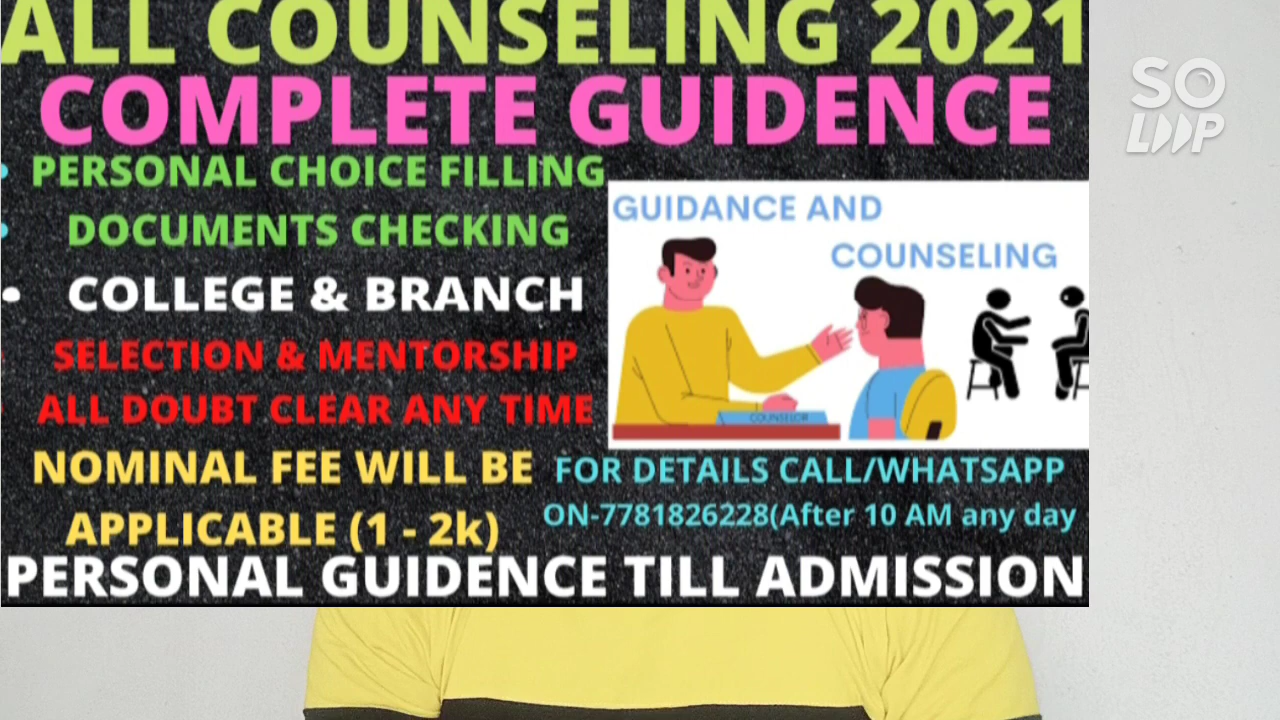 ALL COUNSELING 2021
COMPLETE GUIDENCE
PERSONAL CHOICE FILLING
DOCUMENTS CHECKING
COLLEGE & BRANCH
SELECTION & MENTORSHIP
ALL DOUBT CLEAR ANY TIME
NOMINAL FEE WILL BE
APPLICABLE (1 - 2k)
GUIDANCE AND
COUNSELING
COUNSELOR
FOR DETAILS CALL/WHATSAPP
ON-7781826228(After 10 AM any day
PERSONAL GUIDENCE TILL ADMISSION
SO
LOOP